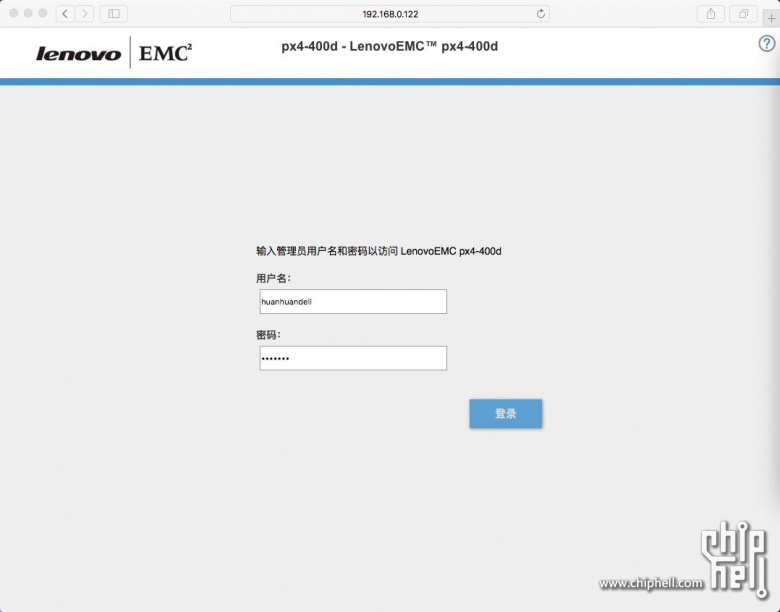 192.168.0.122
lenovo EMC²
px4-400d - LenovoEMC™ px4-400d
?
输入管理员用户名和密码以访问 LenovoEMC px4-400d
用户名：
huanhuandell
密码：
•••••••
登录
chip
hell
www.chiphell.com